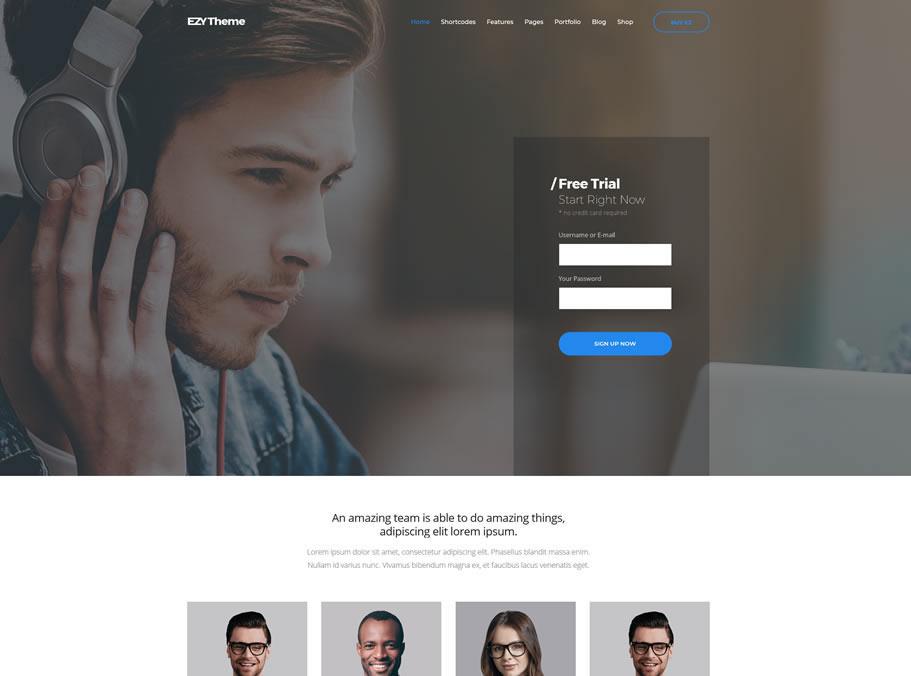 EZY Theme
Home Shortcodes Features Pages Portfolio Blog Shop
/ Free Trial
Start Right Now
* no credit card required
Username or E-mail
Your Password
SIGN UP NOW
An amazing team is able to do amazing things,
adipiscing elit lorem ipsum.
Lorem ipsum dolor sit amet, consectetur adipiscing elit. Phasellus blandit massa enim.
Nullam id varius nunc. Vivamus bibendum magna ex, et faucibus lacus venenatis eget.